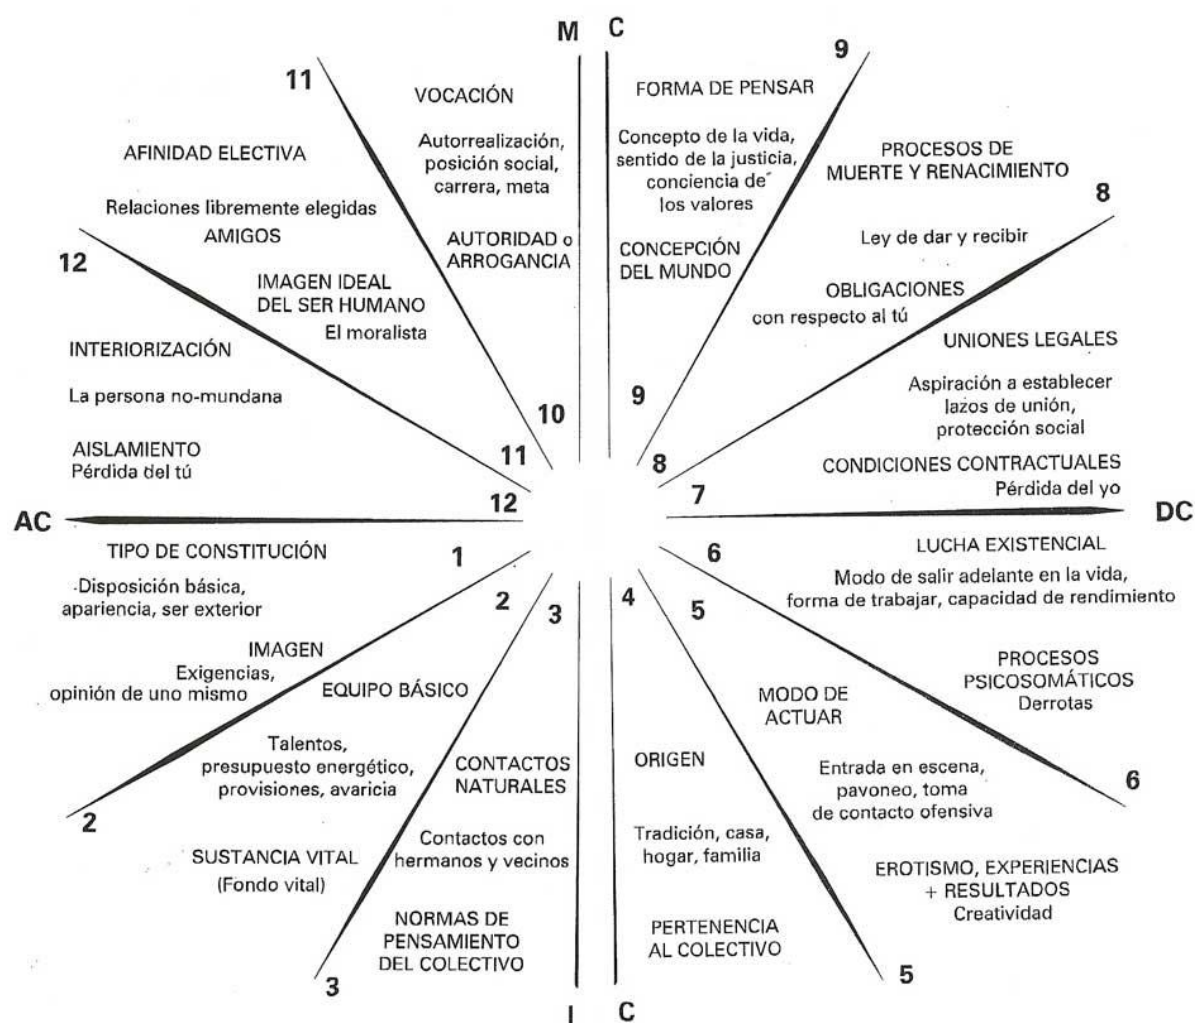 M C
9
11
VOCACIÓN
Autorrealización,
posición social,
carrera, meta
AUTORIDAD o
ARROGANCIA
10
FORMA DE PENSAR
Concepto de la vida,
sentido de la justicia,
conciencia de
los valores
CONCEPCIÓN
DEL MUNDO
9
PROCESOS DE
MUERTE Y RENACIMIENTO
8
Ley de dar y recibir
OBLIGACIONES
con respecto al tú
8
AFINIDAD ELECTIVA
Relaciones libremente elegidas
AMIGOS
IMAGEN IDEAL
DEL SER HUMANO
El moralista
11
12
INTERIORIZACIÓN
La persona no-mundana
AISLAMIENTO
Pérdida del tú
12
UNIONES LEGALES
Aspiración a establecer
lazos de unión,
protección social
CONDICIONES CONTRACTUALES
Pérdida del yo
7
AC
DC
TIPO DE CONSTITUCIÓN
Disposición básica,
apariencia, ser exterior
IMAGEN
Exigencias,
opinión de uno mismo
1
2
EQUIPO BÁSICO
Talentos,
presupuesto energético,
provisiones, avaricia
SUSTANCIA VITAL
(Fondo vital)
2
3
CONTACTOS
NATURALES
Contactos con
hermanos y vecinos
NORMAS DE
PENSAMIENTO
DEL COLECTIVO
3
4
ORIGEN
Tradición, casa,
hogar, familia
PERTENENCIA
AL COLECTIVO
5
MODO DE
ACTUAR
Entrada en escena,
pavoneo, toma
de contacto ofensiva
EROTISMO, EXPERIENCIAS
+ RESULTADOS
Creatividad
5
6
LUCHA EXISTENCIAL
Modo de salir adelante en la vida,
forma de trabajar, capacidad de rendimiento
PROCESOS
PSICOSOMÁTICOS
Derrotas
6
I C